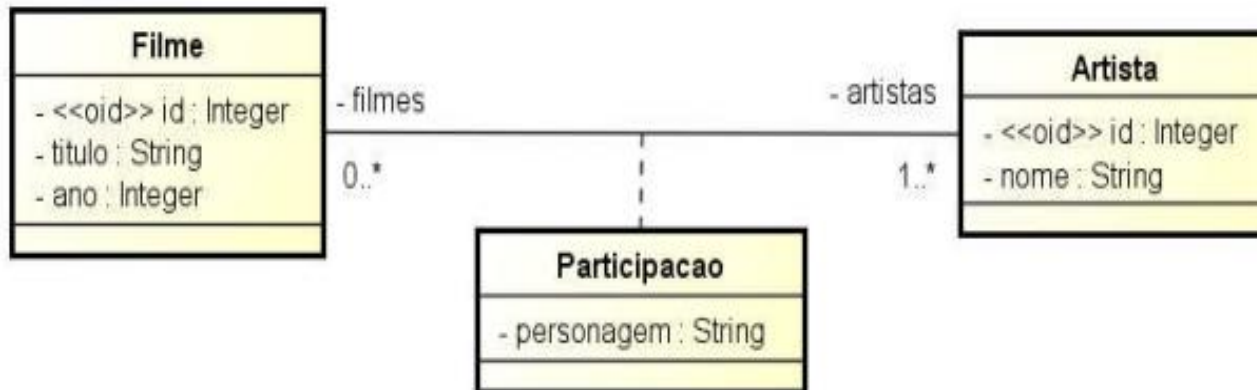 Filme
- <<oid>> id : Integer
- titulo : String
- ano : Integer
- filmes
0..*
- artistas
1..*
Artista
- <<oid>> id : Integer
- nome : String
Participacao
- personagem : String